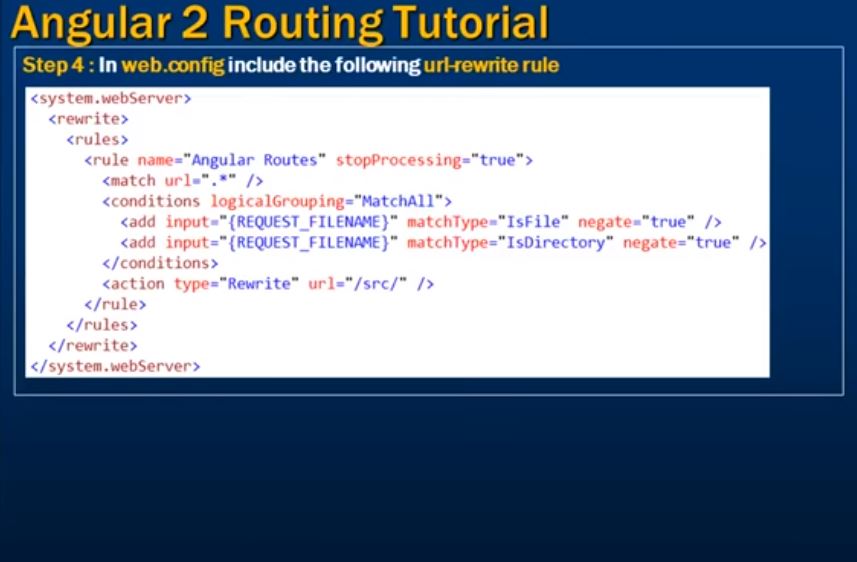 Angular 2 Routing Tutorial
Step 4 : In web.config include the following url-rewrite rule
<system.webServer>
  <rewrite>
    <rules>
      <rule name="Angular Routes" stopProcessing="true">
        <match url=".*" />
        <conditions logicalGrouping="MatchAll">
          <add input="{REQUEST_FILENAME}" matchType="IsFile" negate="true" />
          <add input="{REQUEST_FILENAME}" matchType="IsDirectory" negate="true" />
        </conditions>
        <action type="Rewrite" url="/src/" />
      </rule>
    </rules>
  </rewrite>
</system.webServer>